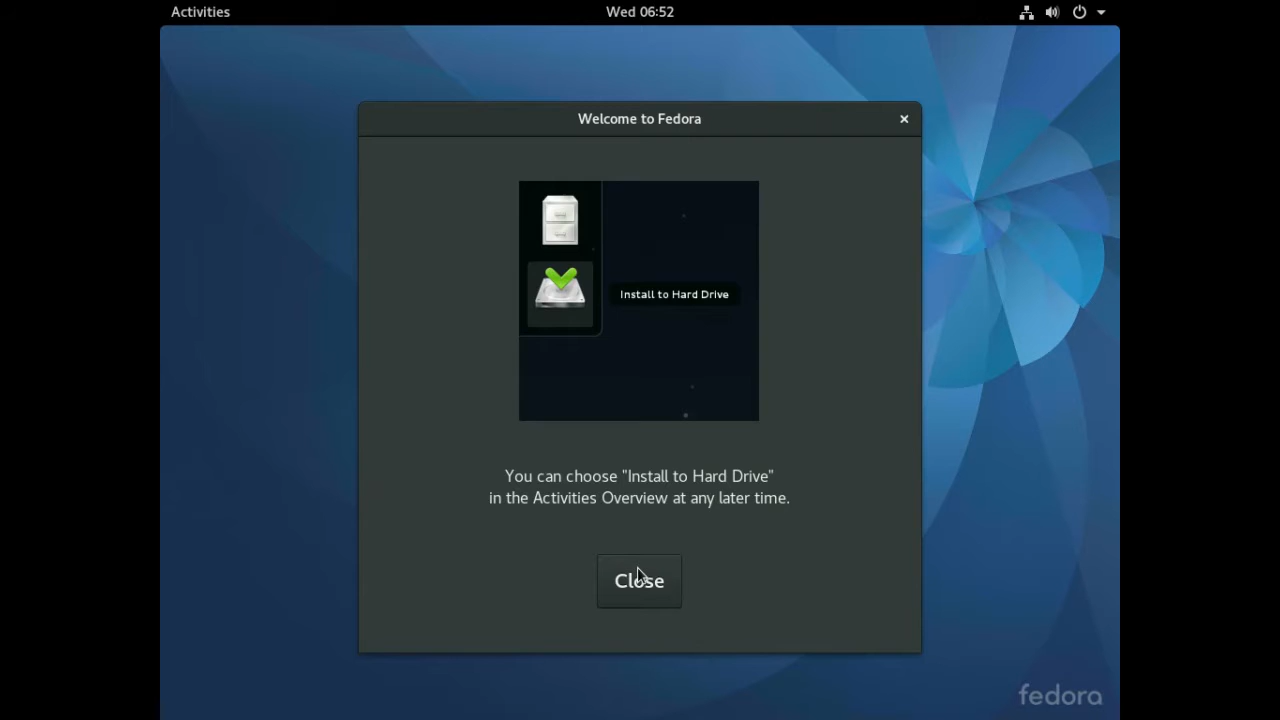 Activities
Wed 06:52
Welcome to Fedora
Install to Hard Drive
You can choose "Install to Hard Drive"
in the Activities Overview at any later time.
Close
fedora